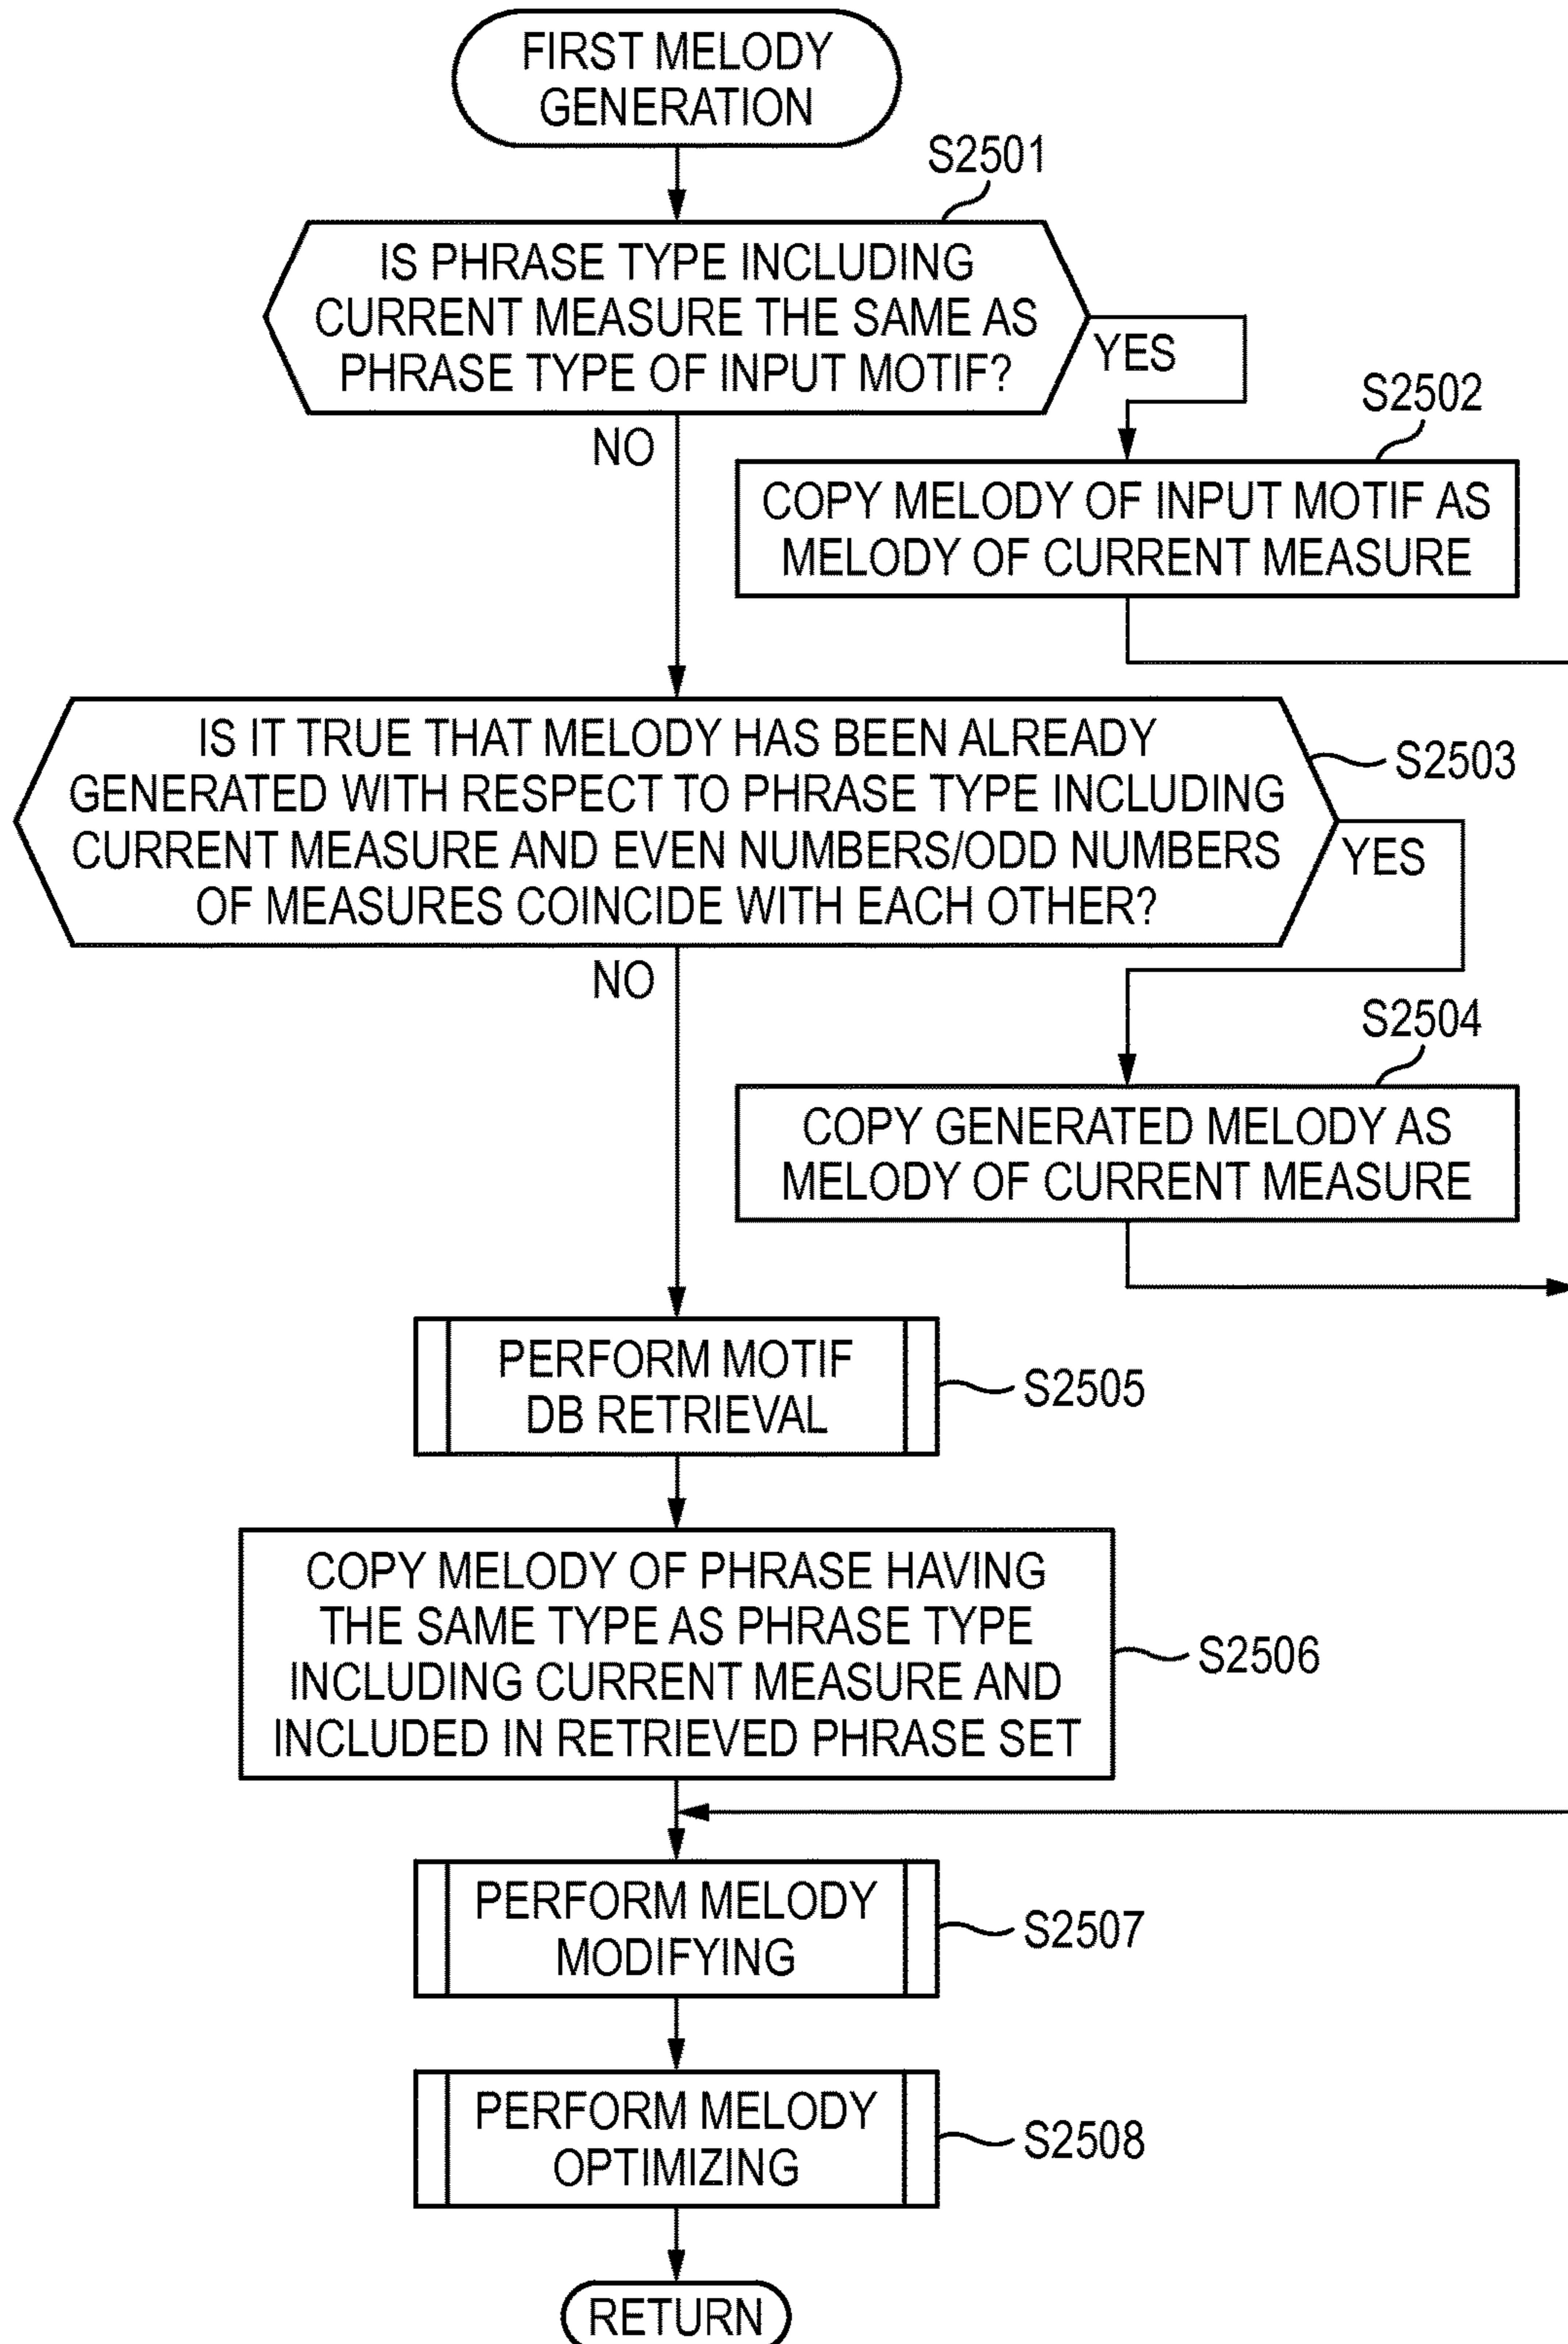 FIRST MELODY
GENERATION
S2501
IS PHRASE TYPE INCLUDING
CURRENT MEASURE THE SAME AS
PHRASE TYPE OF INPUT MOTIF?
YES
NO
S2502
COPY MELODY OF INPUT MOTIF AS
MELODY OF CURRENT MEASURE
IS IT TRUE THAT MELODY HAS BEEN ALREADY
GENERATED WITH RESPECT TO PHRASE TYPE INCLUDING
CURRENT MEASURE AND EVEN NUMBERS/ODD NUMBERS
OF MEASURES COINCIDE WITH EACH OTHER?
S2503
YES
NO
S2504
COPY GENERATED MELODY AS
MELODY OF CURRENT MEASURE
PERFORM MOTIF
DB RETRIEVAL
S2505
COPY MELODY OF PHRASE HAVING
THE SAME TYPE AS PHRASE TYPE
INCLUDING CURRENT MEASURE AND
INCLUDED IN RETRIEVED PHRASE SET
S2506
PERFORM MELODY
MODIFYING
S2507
PERFORM MELODY
OPTIMIZING
S2508
RETURN